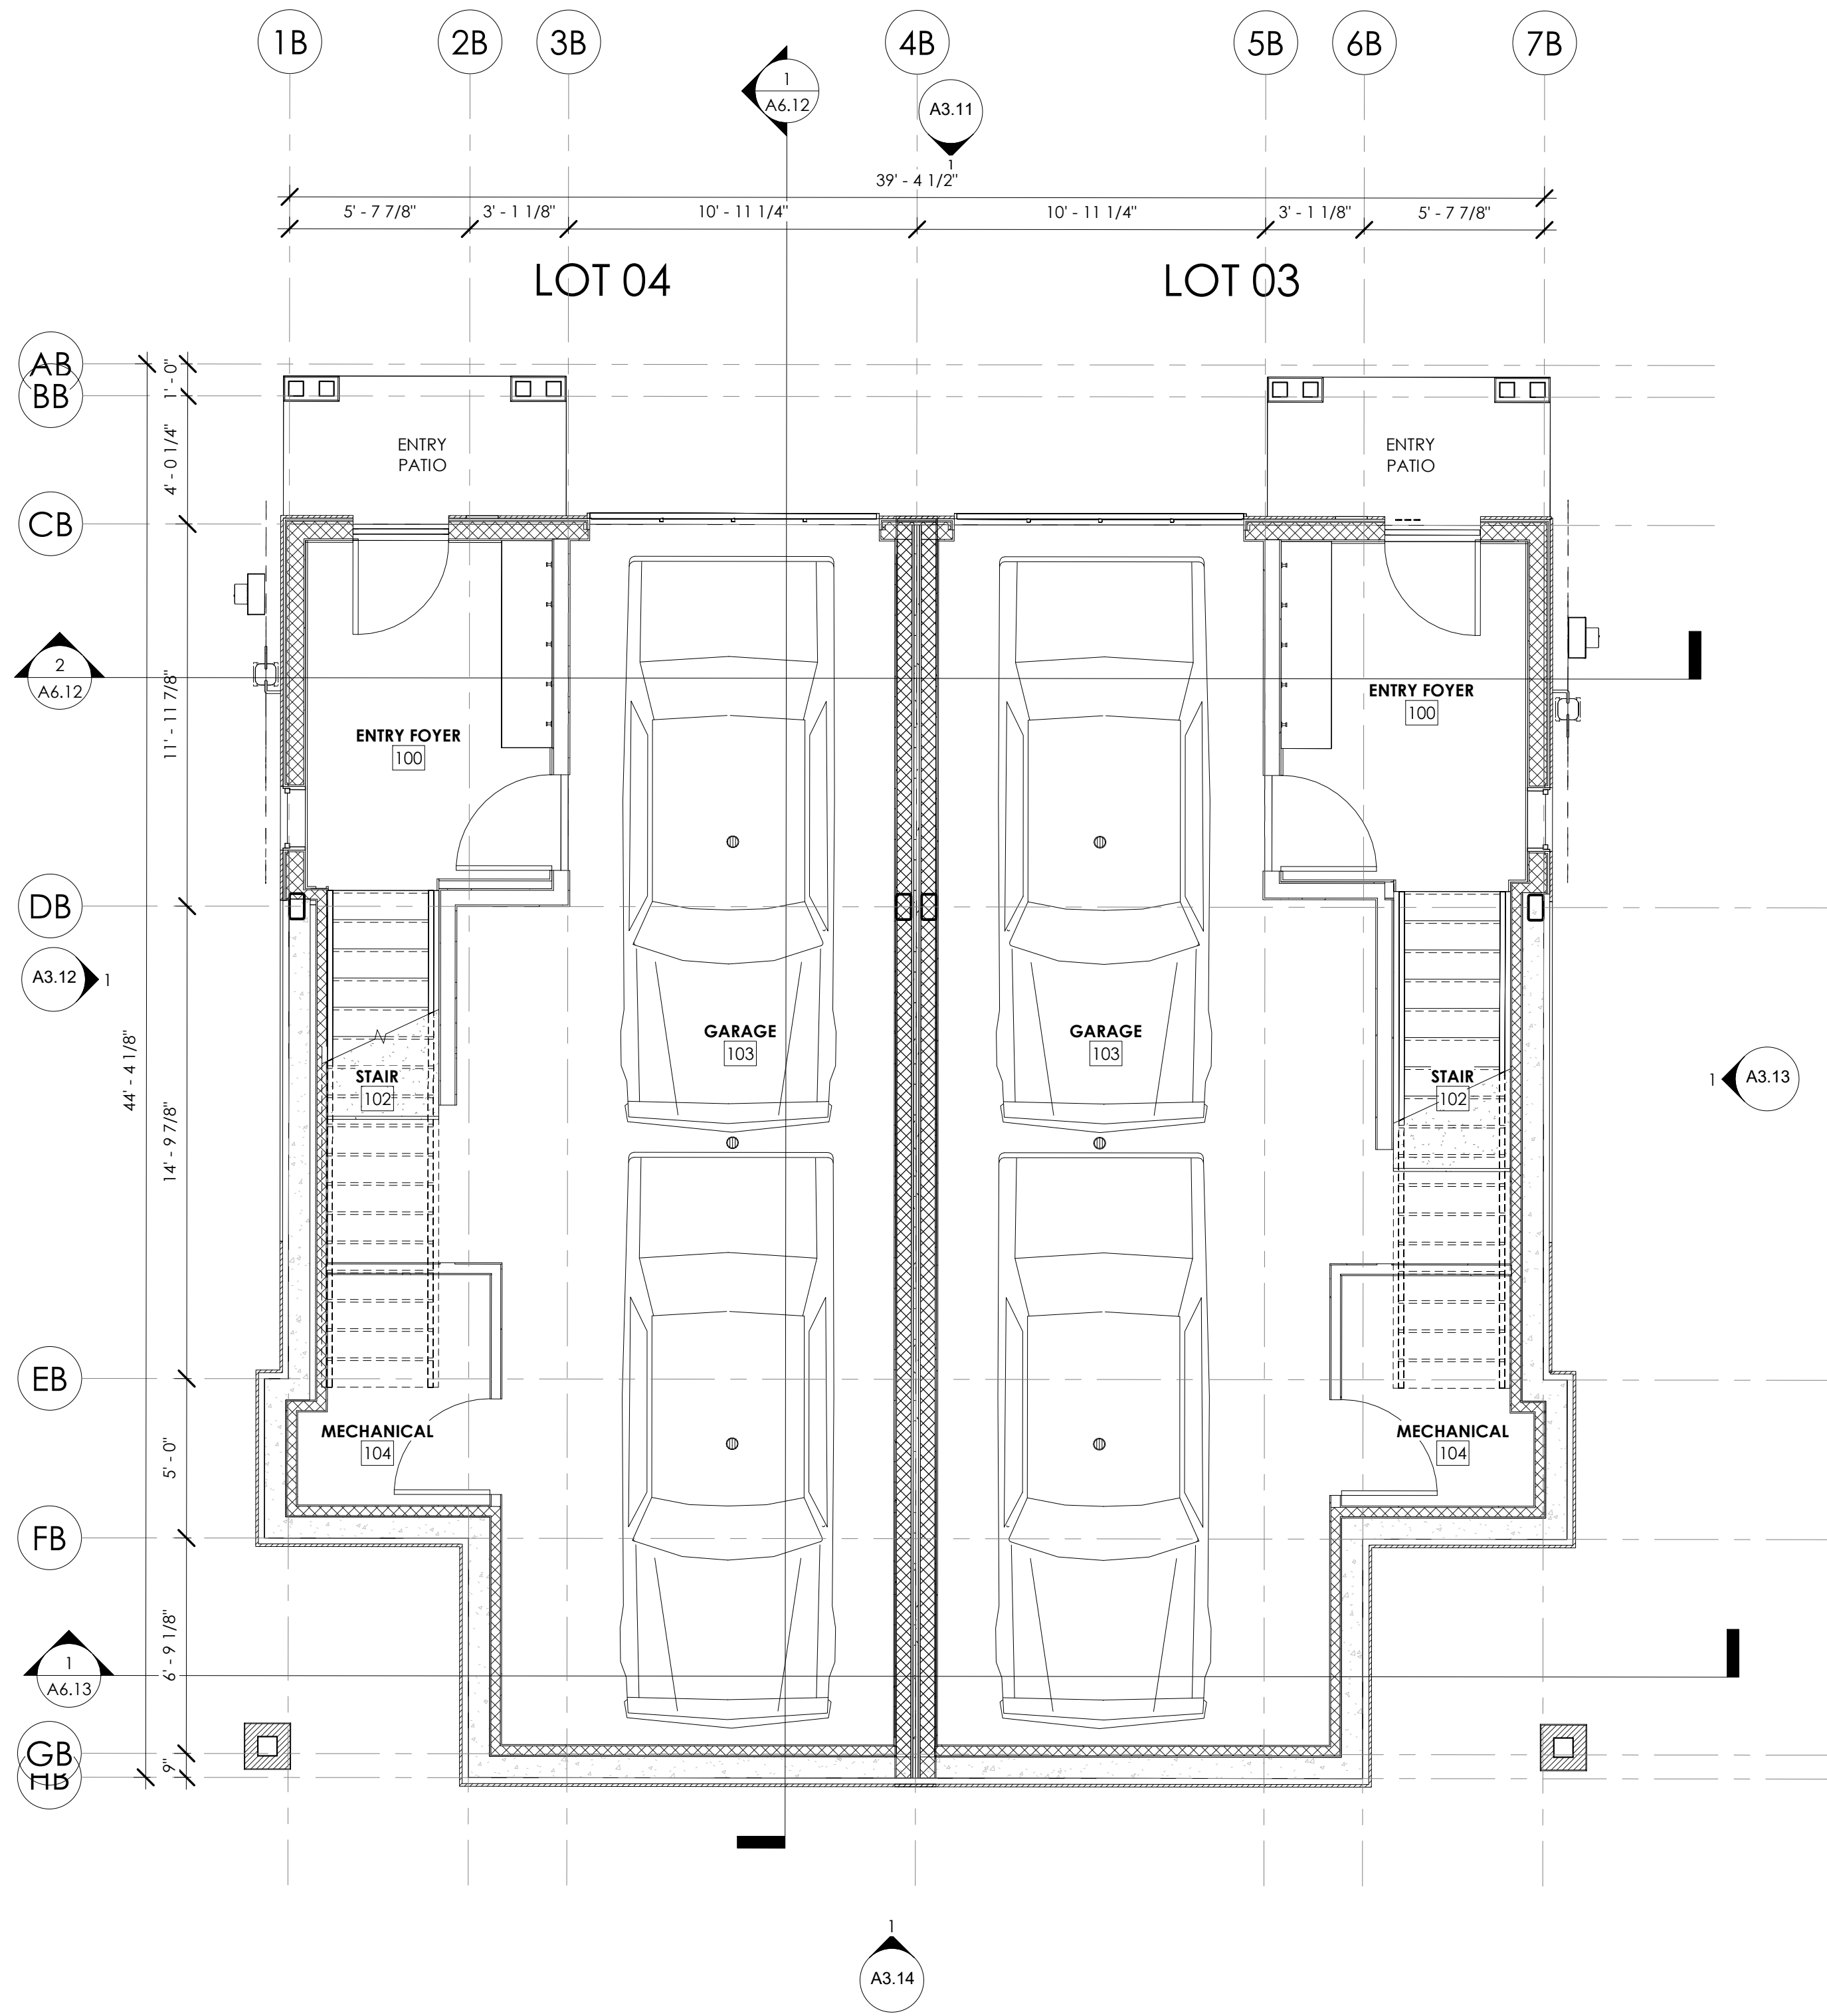 1B 2B 3B 4B 5B 6B 7B
1
A6.12
A3.11
1
39' - 4 1/2"
5' - 7 7/8" 3' - 1 1/8" 10' - 11 1/4" 10' - 11 1/4" 3' - 1 1/8" 5' - 7 7/8"
LOT 04 LOT 03
AB
1' - 0"
BB
4' - 0 1/4"
ENTRY
PATIO
ENTRY
PATIO
CB
2
A6.12
11' - 11 7/8"
ENTRY FOYER
100
ENTRY FOYER
100
DB
A3.12
1
44' - 4 1/8"
14' - 9 7/8"
GARAGE
103
GARAGE
103
STAIR
102
STAIR
102
1
A3.13
EB
MECHANICAL
104
MECHANICAL
104
5' - 0"
FB
6' - 9 1/8"
1
A6.13
GB
9"
HB
1
A3.14